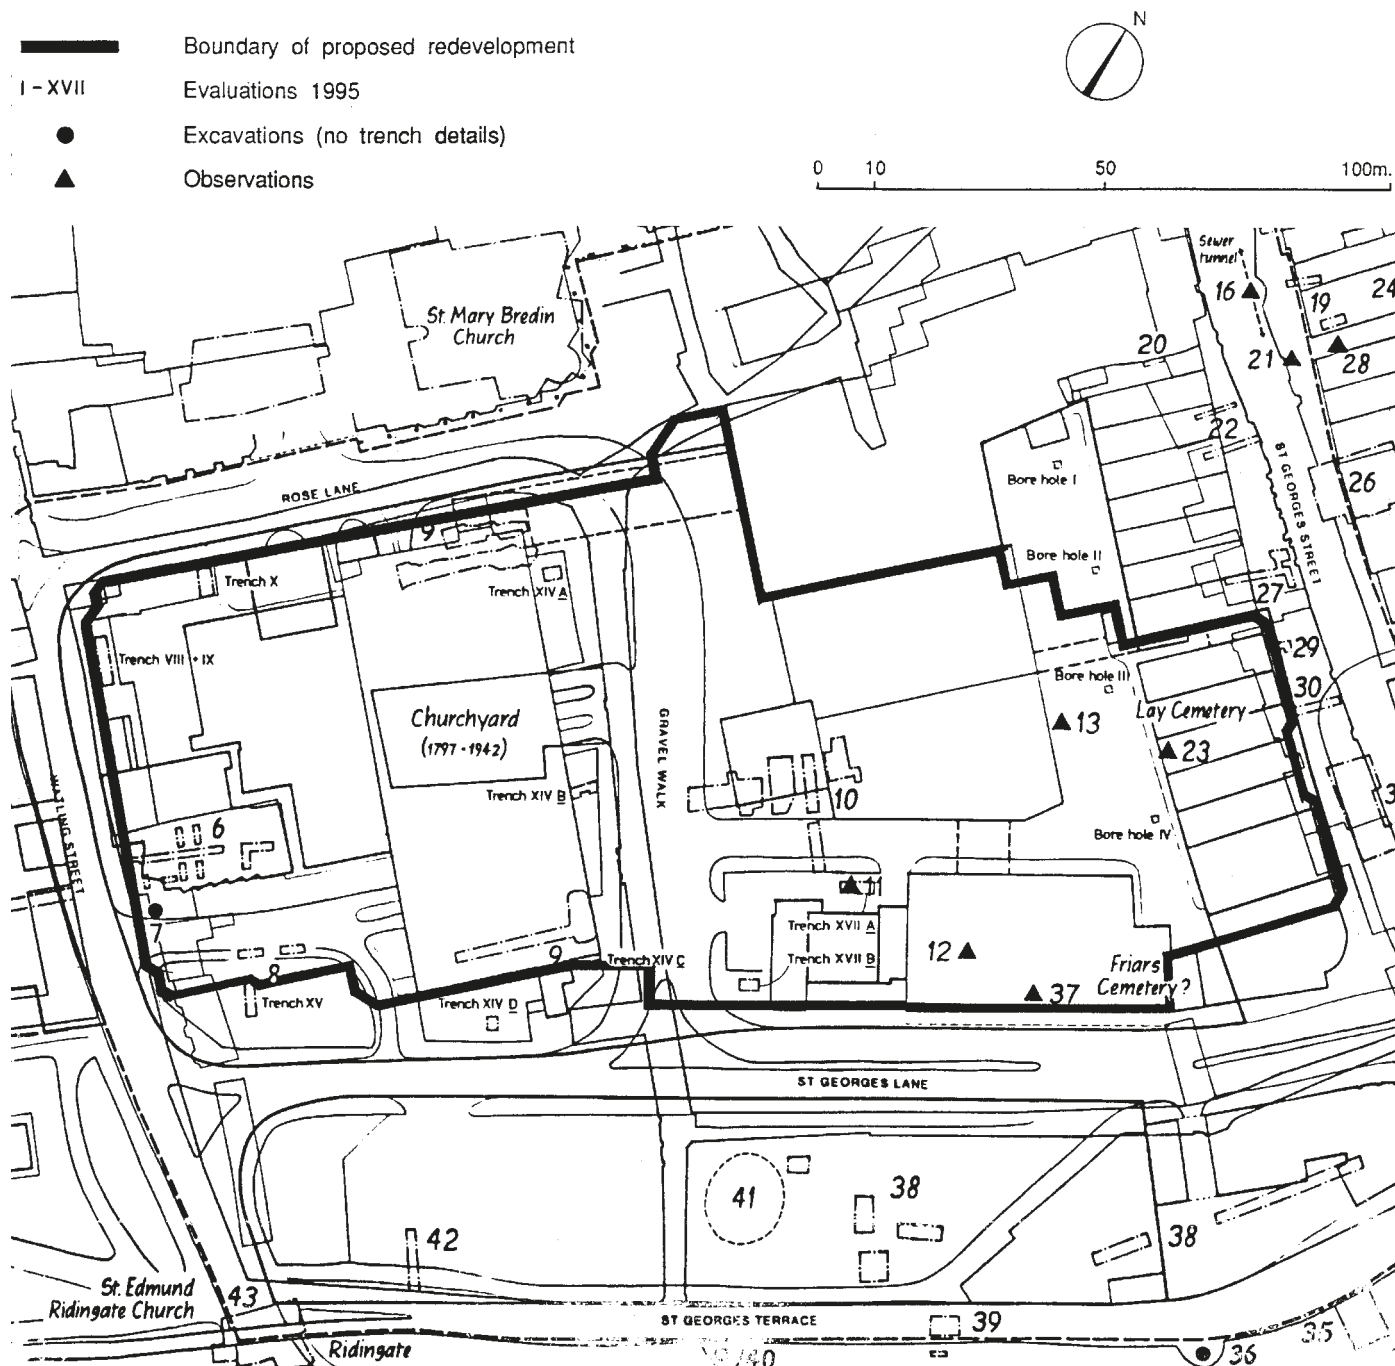 N
Boundary of proposed redevelopment
I - XVII Evaluations 1995
Excavations (no trench details)
Observations
0 10 50 100m.
Sewer
tunnel
16
19
24
St. Mary Bredin
Church
20
21
28
22
ST GEORGES STREET
26
ROSE LANE
Bore hole I
9
Bore hole II
Trench X
Trench XIV A
27
Trench VIII + IX
29
Bore hole III
30
Churchyard
(1797 - 1942)
GRAVEL WALK
13
Lay Cemetery
23
WATLING STREET
Trench XIV B
10
6
Bore hole IV
11
7
Trench XVII A
12
9
Trench XIV C
Trench XVII B
Friars
Cemetery?
8
Trench XV
Trench XIV D
37
ST GEORGES LANE
41
38
42
38
St. Edmund
Ridingate Church
43
ST GEORGES TERRACE
39
35
Ridingate
36